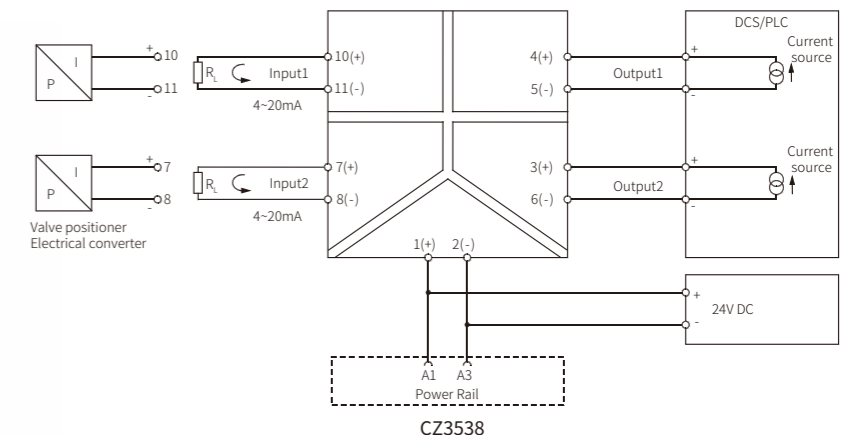 DCS/PLC
I
P
+
10
11
-
R_L
Input1
4~20mA
10(+)
11(-)
4(+)
5(-)
Output1
+
-
Current
source
I
P
+
7
8
-
R_L
Input2
4~20mA
7(+)
8(-)
3(+)
6(-)
Output2
+
-
Current
source
Valve positioner
Electrical converter
1(+)
2(-)
+
-
24V DC
A1
A3
Power Rail
CZ3538